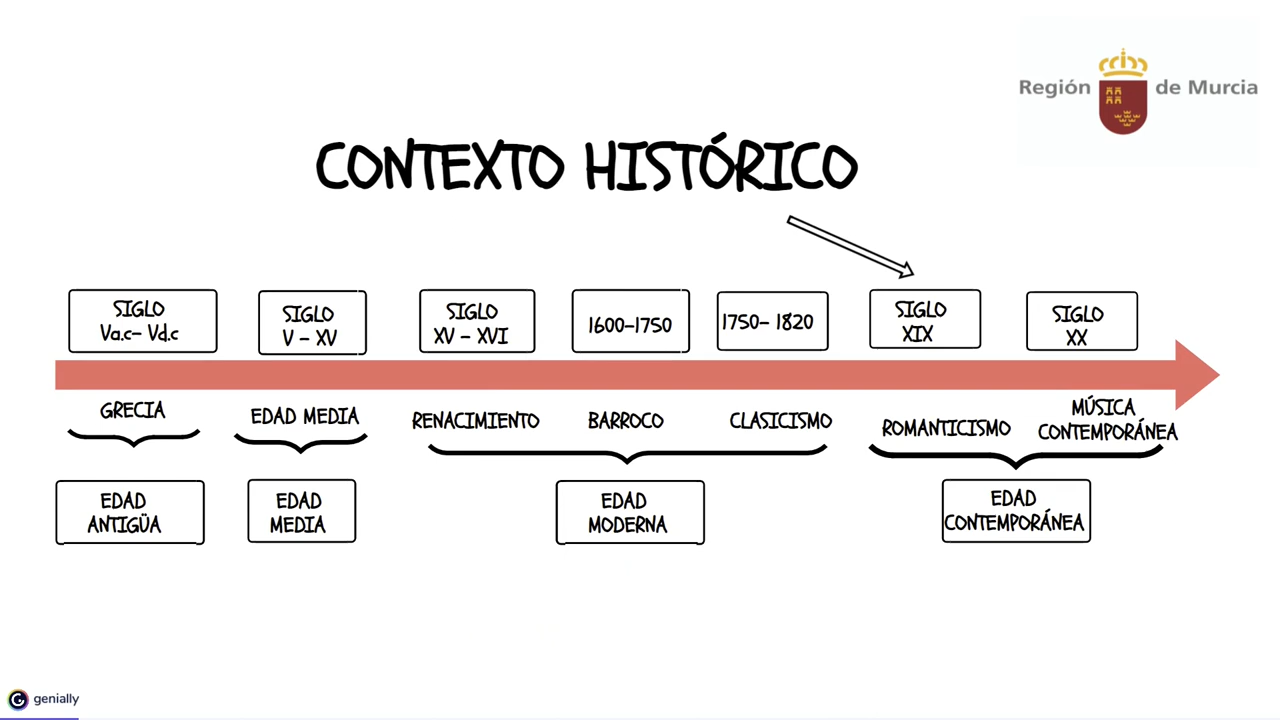 Región de Murcia
CONTEXTO HISTÓRICO
SIGLO
Va.c- Vd.c
SIGLO
V - XV
SIGLO
XV - XVI
1600-1750
1750- 1820
SIGLO
XIX
SIGLO
XX
GRECIA
EDAD MEDIA
RENACIMIENTO
BARROCO
CLASICISMO
ROMANTICISMO
MÚSICA
CONTEMPORÁNEA
EDAD
ANTIGÜA
EDAD
MEDIA
EDAD
MODERNA
EDAD
CONTEMPORÁNEA
genially